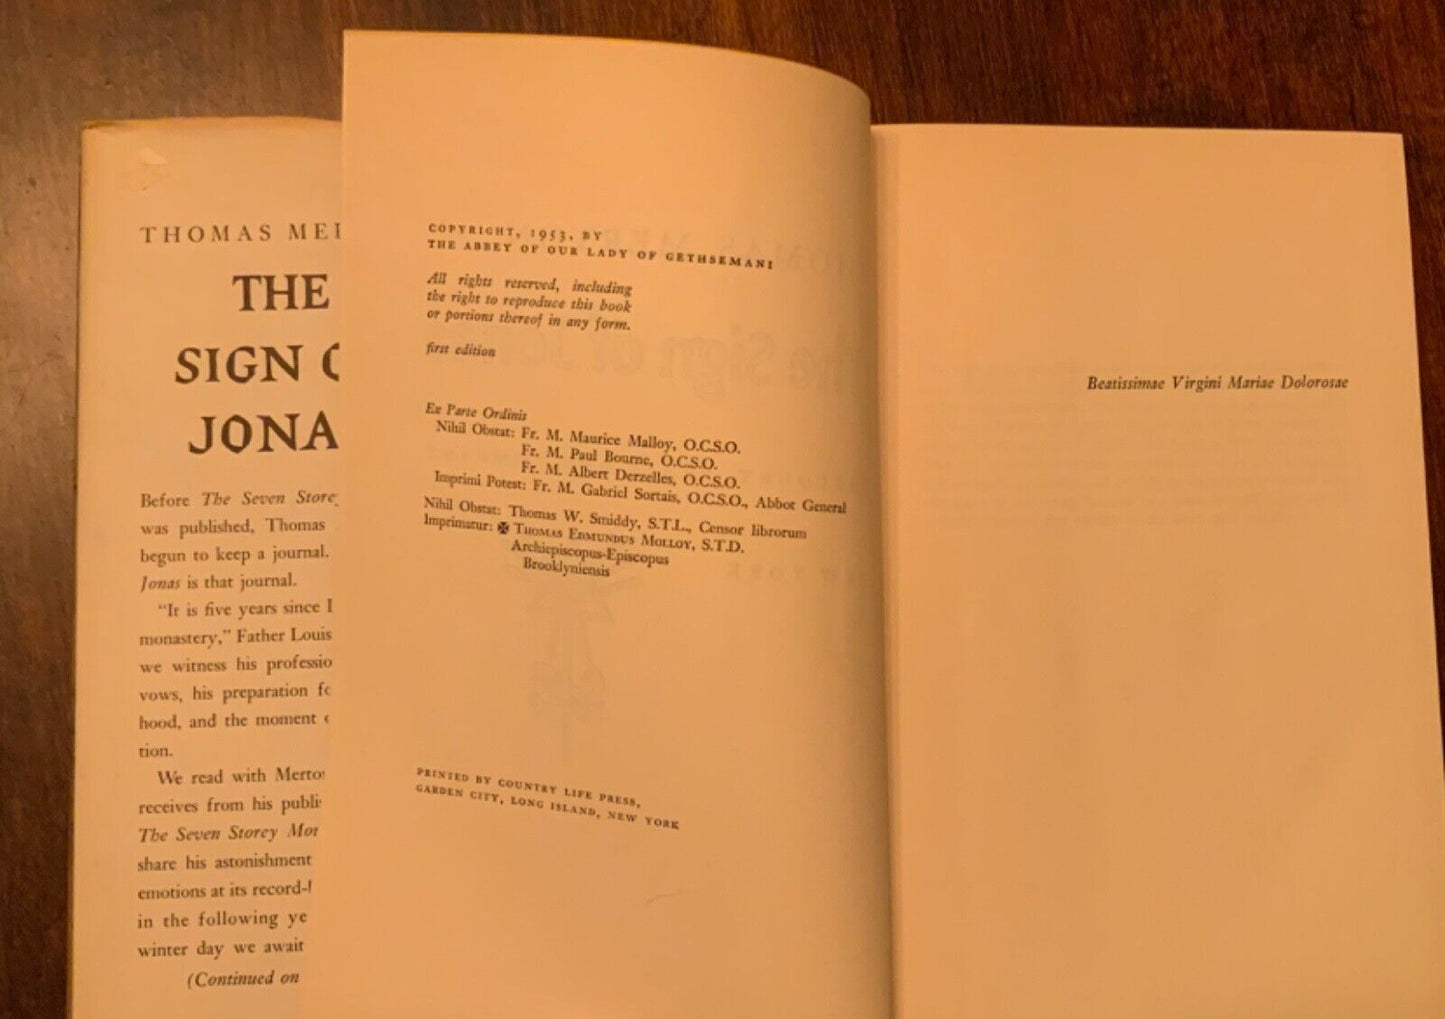 THOMAS MER
THE
SIGN O
JONA
Before The Seven Storey
was published, Thomas
begun to keep a journal.
Jonas is that journal.
"It is five years since I
monastery," Father Louis
we witness his professio
vows, his preparation fo
hood, and the moment
tion.
We read with Merto
receives from his publi
The Seven Storey Mou
share his astonishment
emotions at its record-
in the following ye
winter day we await
(Continued on
COPYRIGHT, 1953, BY
THE ABBEY OF OUR LADY OF GETHSEMANI
All rights reserved, including
the right to reproduce this book
or portions thereof in any form.
first edition
Ex Parte Ordinis
Nihil Obstat: Fr. M. Maurice Malloy, O.C.S.O.
Fr. M. Paul Bourne, O.C.S.O.
Fr. M. Albert Derzelles, O.C.S.O.
Imprimi Potest: Fr. M. Gabriel Sortais, O.C.S.O., Abbot General
Nihil Obstat: Thomas W. Smiddy, S.T.L., Censor librorum
Imprimatur: ✠ THOMAS EDMUNDUS MOLLOY, S.T.D.
Archiepiscopus-Episcopus
Brooklyniensis
PRINTED BY COUNTRY LIFE PRESS,
GARDEN CITY, LONG ISLAND, NEW YORK
Beatissimae Virgini Mariae Dolorosae